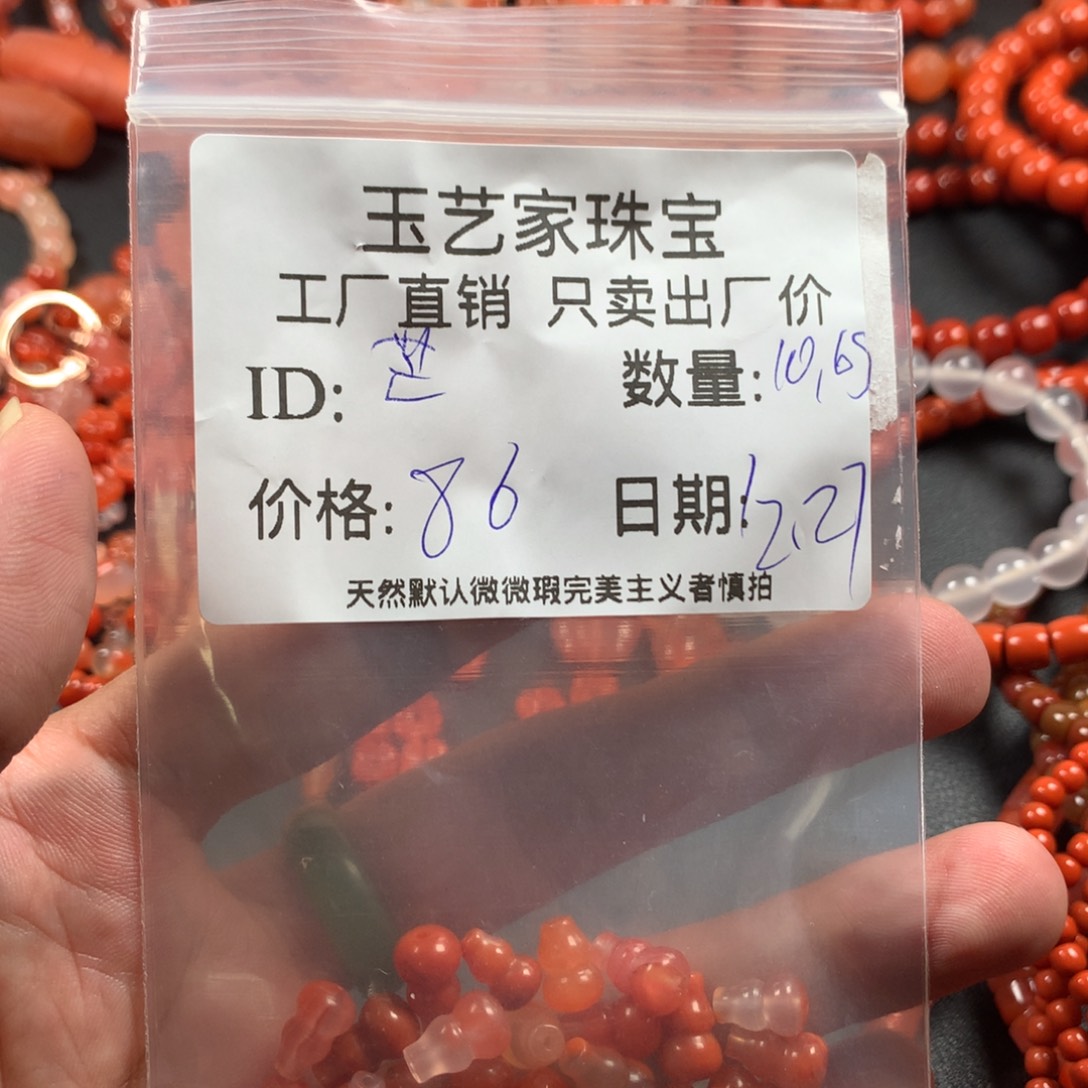 玉艺家珠宝
工厂直销 只卖出厂价
ID: 数量:10,65
价格:86 日期:12.27
天然默认微微瑕完美主义者慎拍